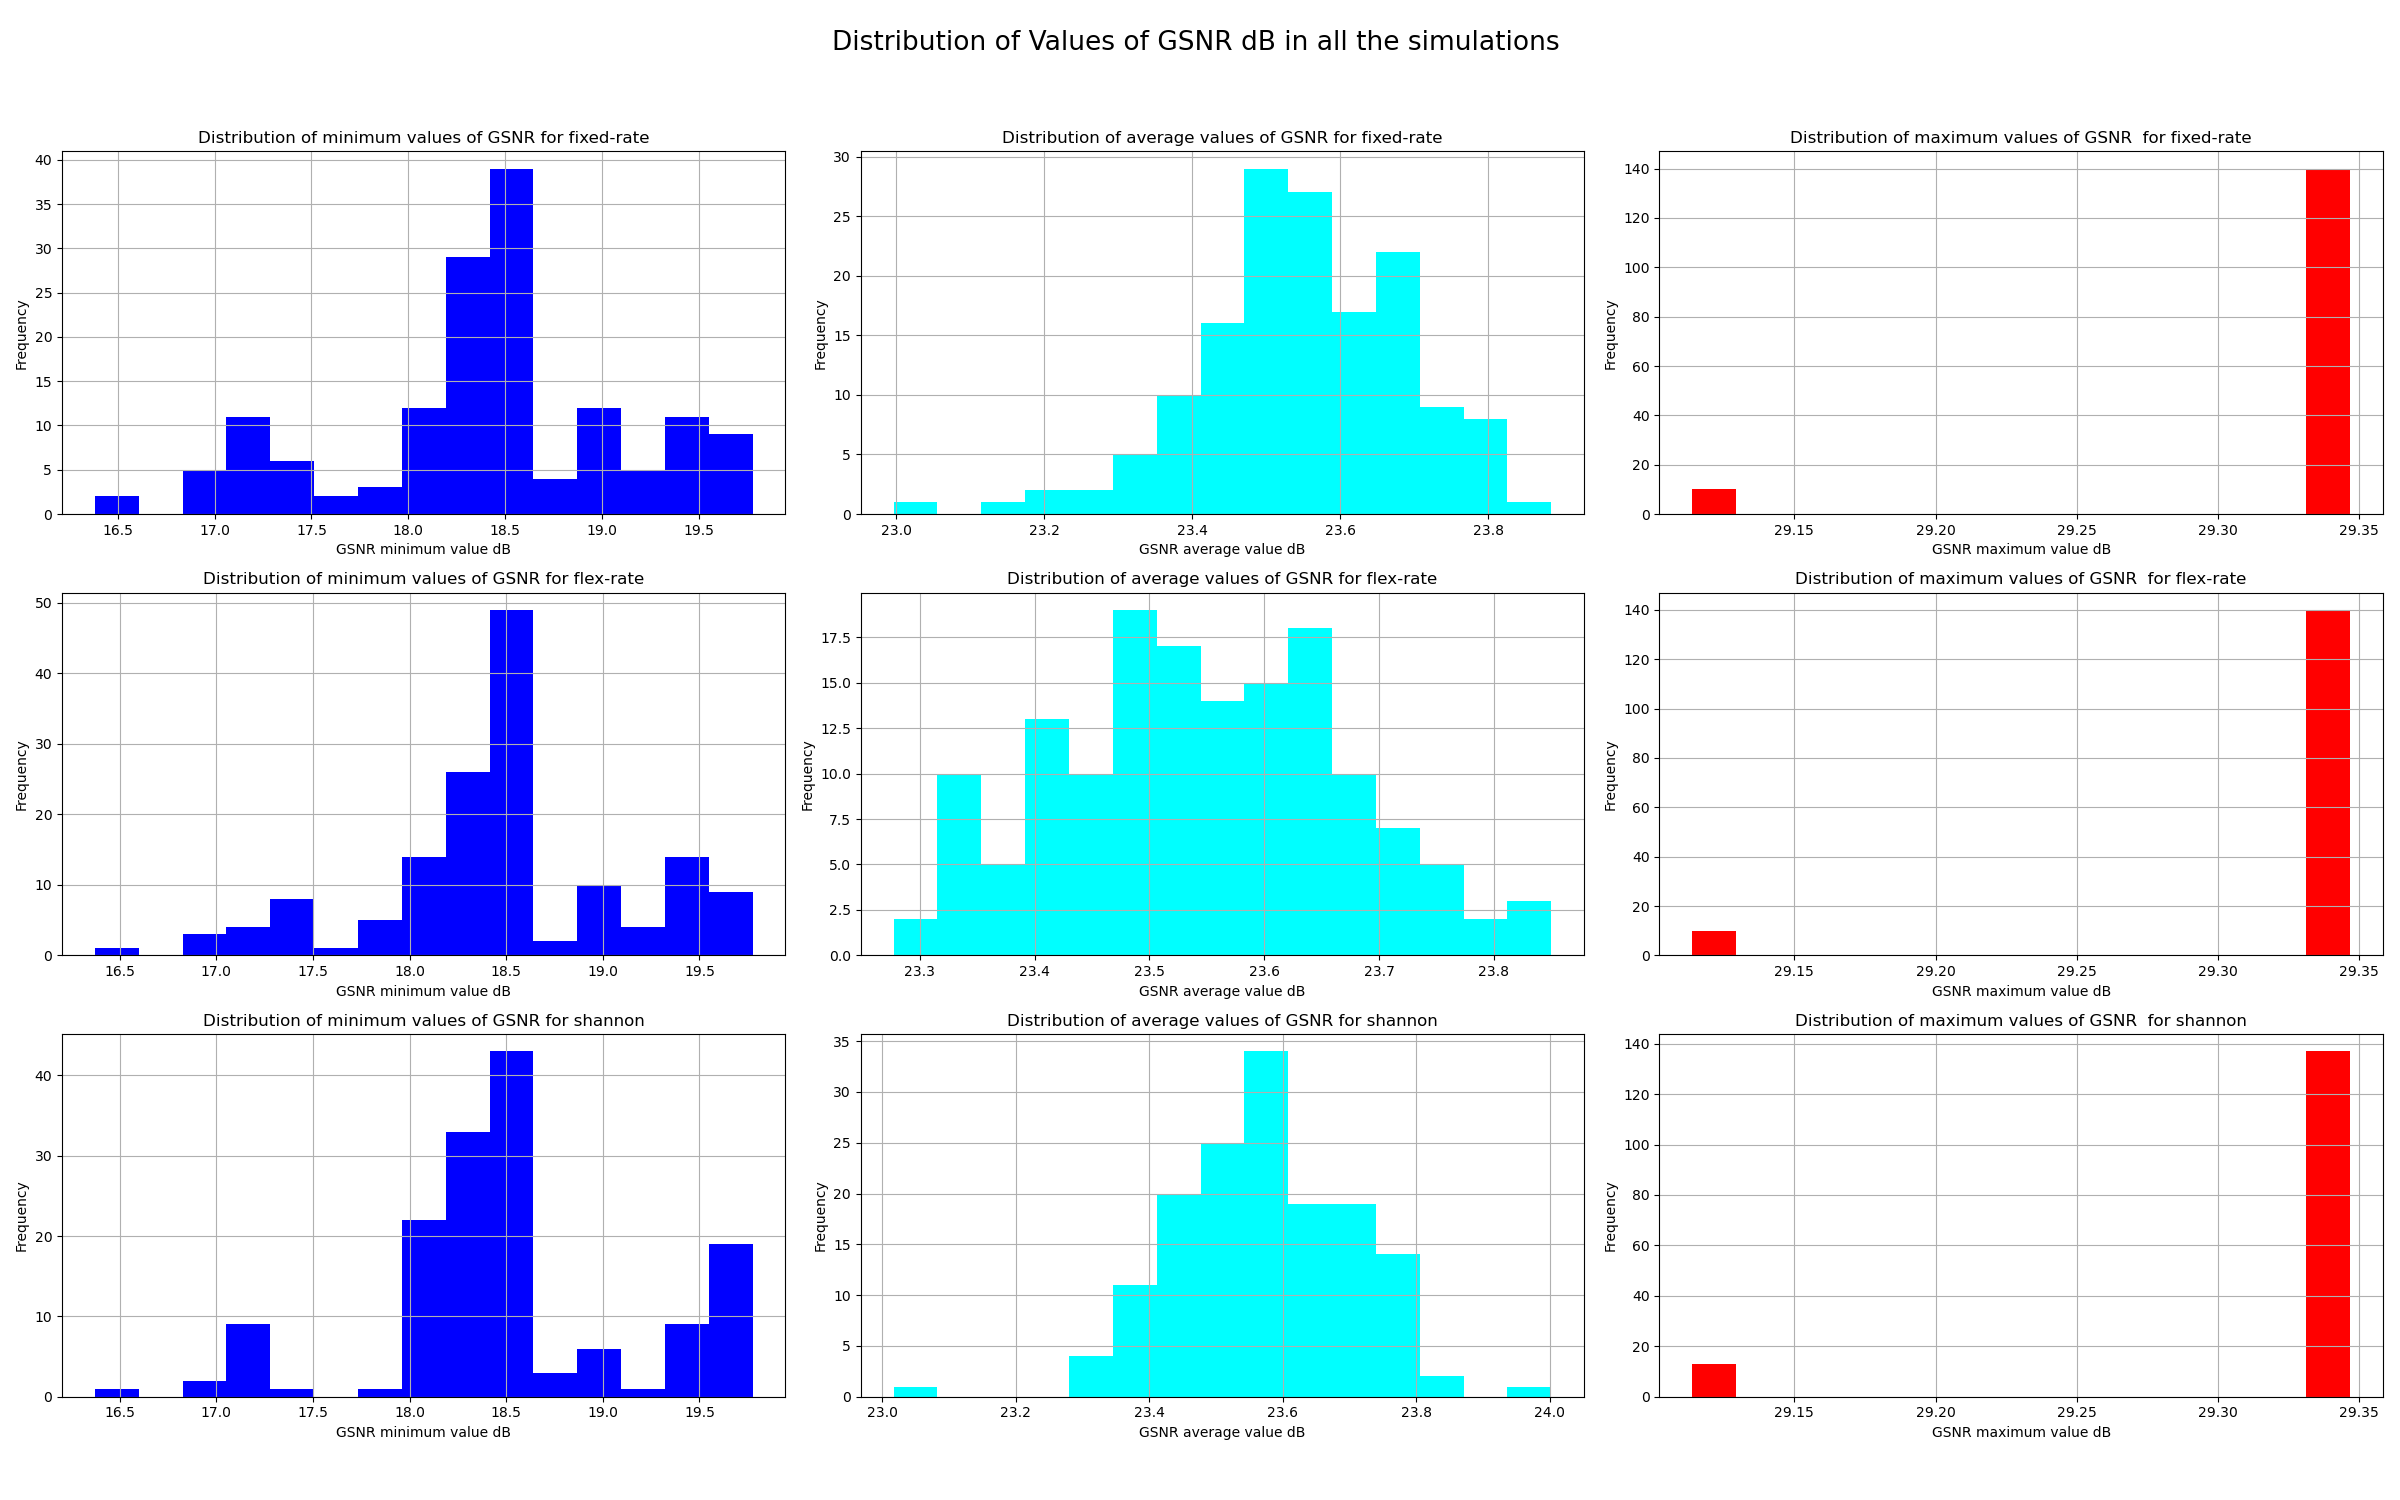 Distribution of Values of GSNR dB in all the simulations
Distribution of minimum values of GSNR for fixed-rate
Frequency
40
35
30
25
20
15
10
5
0
16.5 17.0 17.5 18.0 18.5 19.0 19.5
GSNR minimum value dB
Distribution of average values of GSNR for fixed-rate
Frequency
30
25
20
15
10
5
0
23.0 23.2 23.4 23.6 23.8
GSNR average value dB
Distribution of maximum values of GSNR  for fixed-rate
Frequency
140
120
100
80
60
40
20
0
29.15 29.20 29.25 29.30 29.35
GSNR maximum value dB
Distribution of minimum values of GSNR for flex-rate
Frequency
50
40
30
20
10
0
16.5 17.0 17.5 18.0 18.5 19.0 19.5
GSNR minimum value dB
Distribution of average values of GSNR for flex-rate
Frequency
17.5
15.0
12.5
10.0
7.5
5.0
2.5
0.0
23.3 23.4 23.5 23.6 23.7 23.8
GSNR average value dB
Distribution of maximum values of GSNR  for flex-rate
Frequency
140
120
100
80
60
40
20
0
29.15 29.20 29.25 29.30 29.35
GSNR maximum value dB
Distribution of minimum values of GSNR for shannon
Frequency
40
30
20
10
0
16.5 17.0 17.5 18.0 18.5 19.0 19.5
GSNR minimum value dB
Distribution of average values of GSNR for shannon
Frequency
35
30
25
20
15
10
5
0
23.0 23.2 23.4 23.6 23.8 24.0
GSNR average value dB
Distribution of maximum values of GSNR  for shannon
Frequency
140
120
100
80
60
40
20
0
29.15 29.20 29.25 29.30 29.35
GSNR maximum value dB